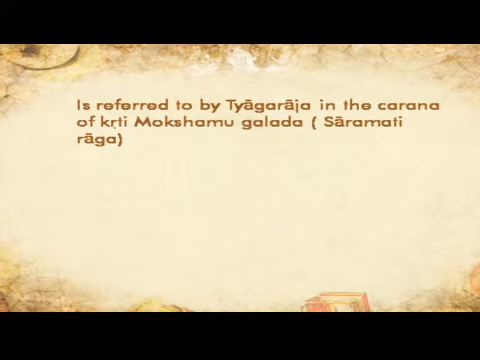 Is referred to by Tyāgarāja in the carana
of kṛti Mokshamu galada ( Sāramati
rāga)